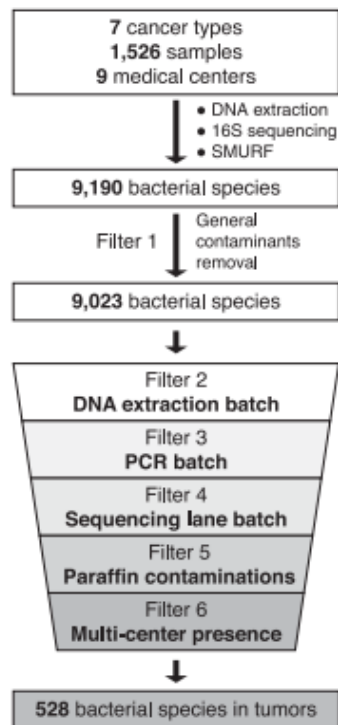 7 cancer types
1,526 samples
9 medical centers
● DNA extraction
● 16S sequencing
● SMURF
9,190 bacterial species
Filter 1
General
contaminants
removal
9,023 bacterial species
Filter 2
DNA extraction batch
Filter 3
PCR batch
Filter 4
Sequencing lane batch
Filter 5
Paraffin contaminations
Filter 6
Multi-center presence
528 bacterial species in tumors